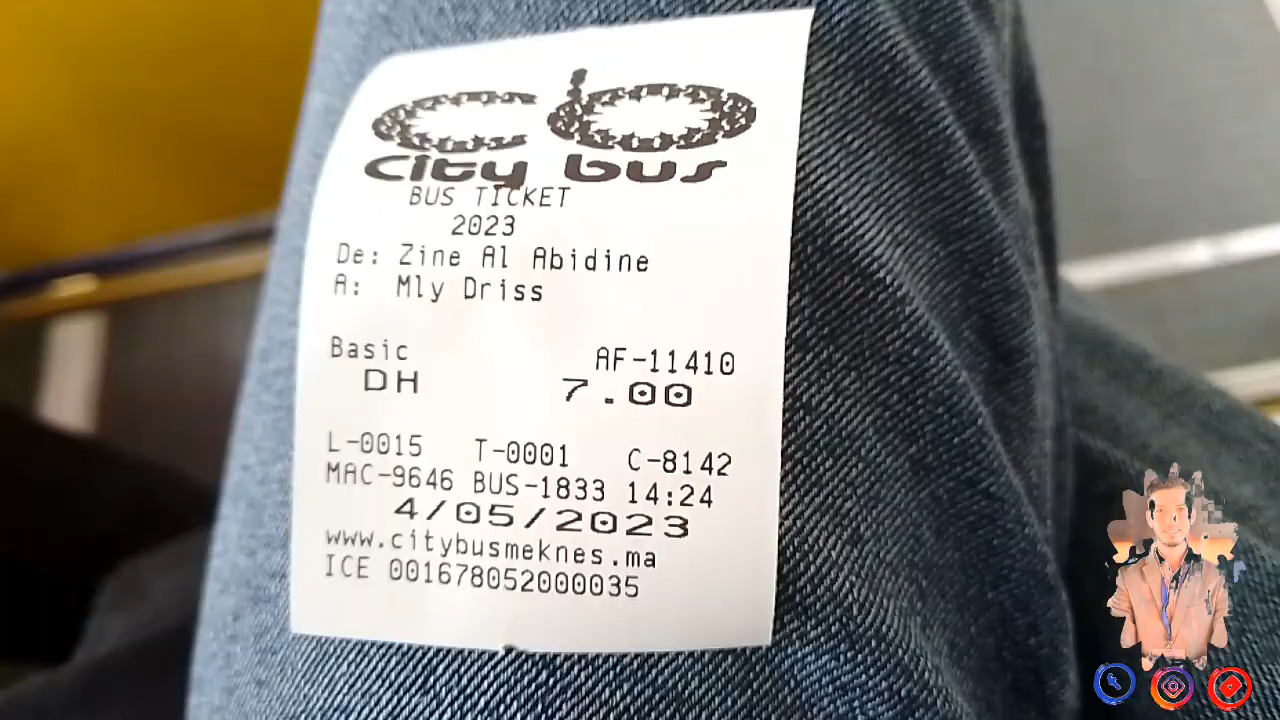 cb
city bus
BUS TICKET
2023
De: Zine Al Abidine
A: Mly Driss
Basic AF-11410
DH 7.00
L-0015 T-0001 C-8142
MAC-9646 BUS-1833 14:24
4/05/2023
www.citybusmeknes.ma
ICE 001678052000035